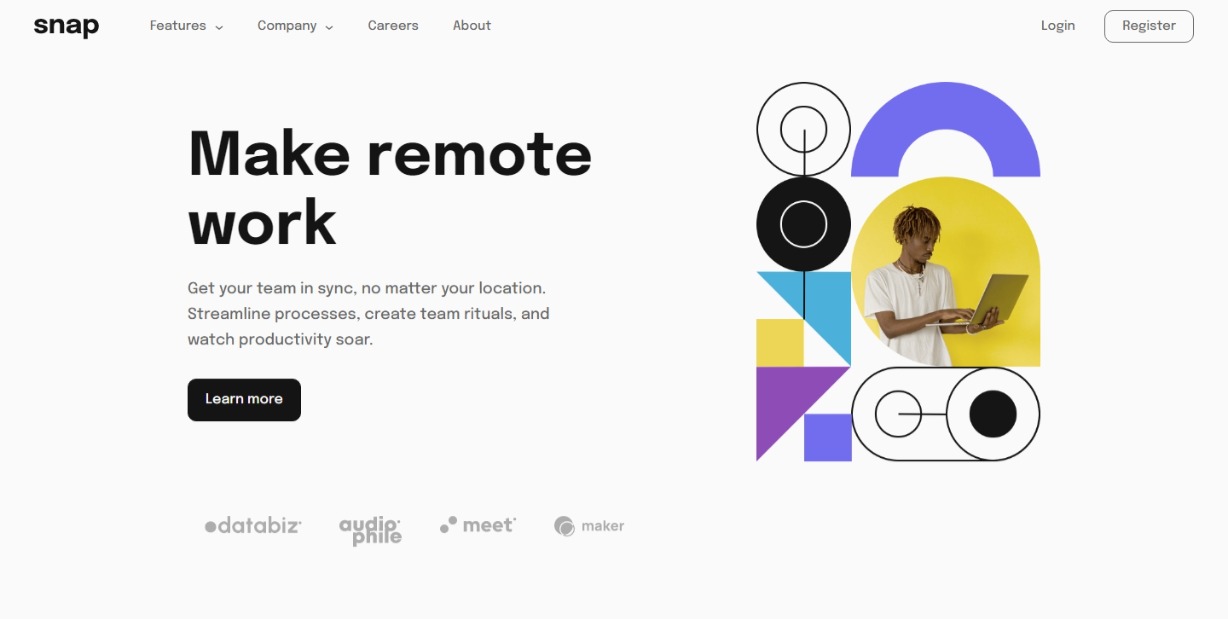 snap Features Company Careers About Login Register
Make remote
work
Get your team in sync, no matter your location.
Streamline processes, create team rituals, and
watch productivity soar.
Learn more
databiz audiophile meet maker